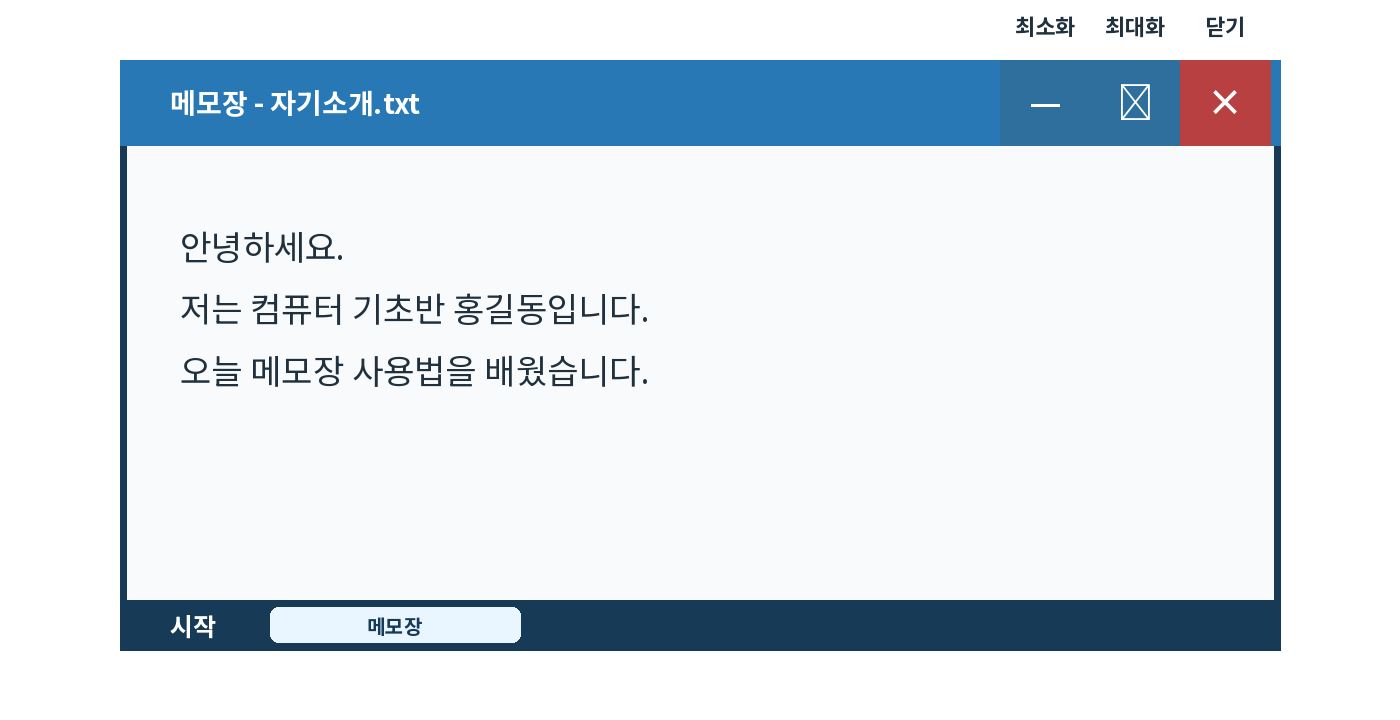 최소화 최대화 닫기
메모장 - 자기소개.txt
안녕하세요.
저는 컴퓨터 기초반 홍길동입니다.
오늘 메모장 사용법을 배웠습니다.
시작 메모장